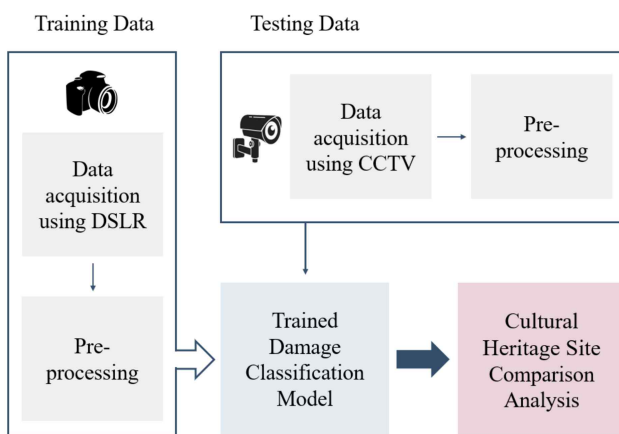 Training Data
Testing Data
Data
acquisition
using DSLR
Pre-
processing
Data
acquisition
using CCTV
Pre-
processing
Trained
Damage
Classification
Model
Cultural
Heritage Site
Comparison
Analysis